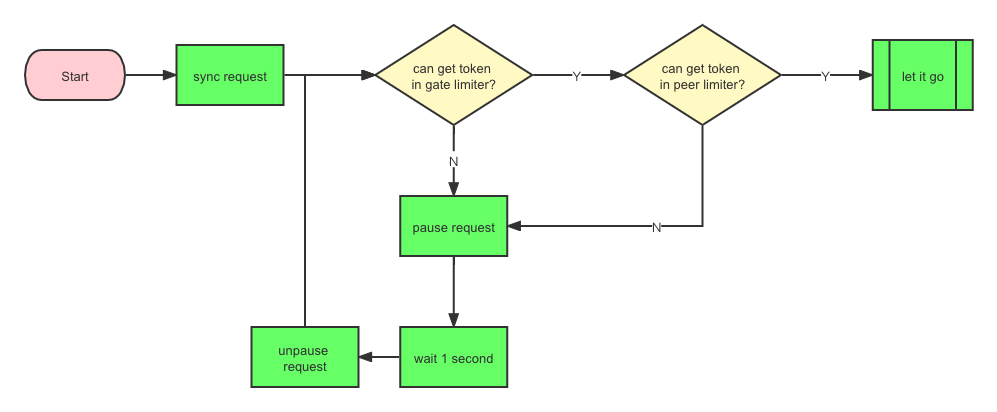 Start
sync request
can get token
in gate limiter?
Y
can get token
in peer limiter?
Y
let it go
N
pause request
N
unpause
request
wait 1 second